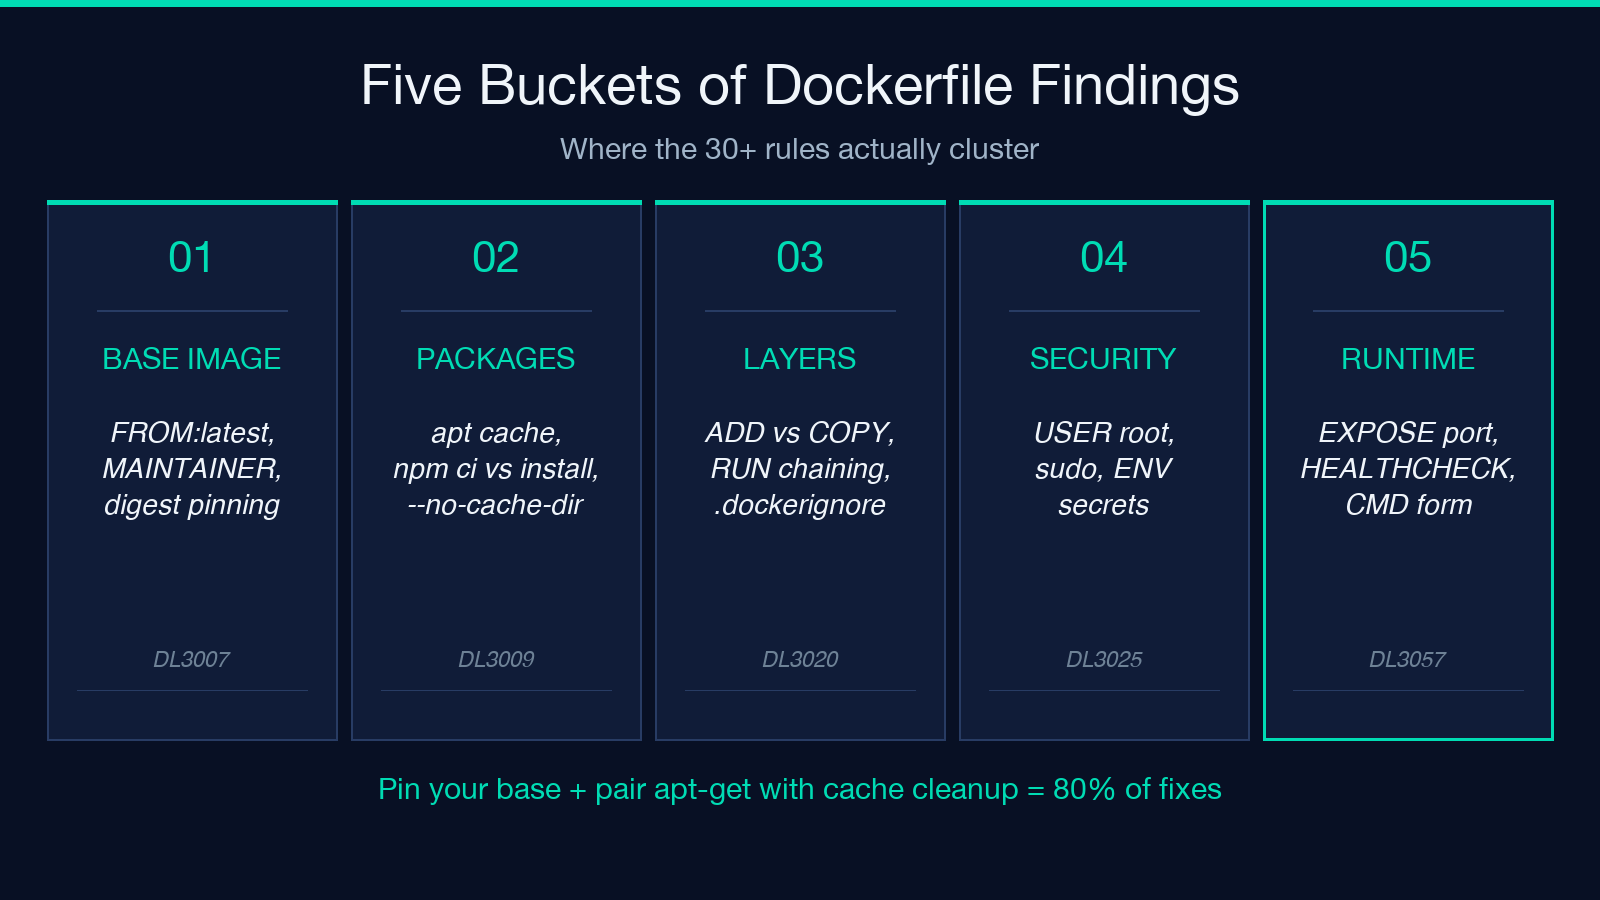 Five Buckets of Dockerfile Findings
Where the 30+ rules actually cluster
01
BASE IMAGE
FROM:latest,
MAINTAINER,
digest pinning
DL3007
02
PACKAGES
apt cache,
npm ci vs install,
--no-cache-dir
DL3009
03
LAYERS
ADD vs COPY,
RUN chaining,
.dockerignore
DL3020
04
SECURITY
USER root,
sudo, ENV
secrets
DL3025
05
RUNTIME
EXPOSE port,
HEALTHCHECK,
CMD form
DL3057
Pin your base + pair apt-get with cache cleanup = 80% of fixes